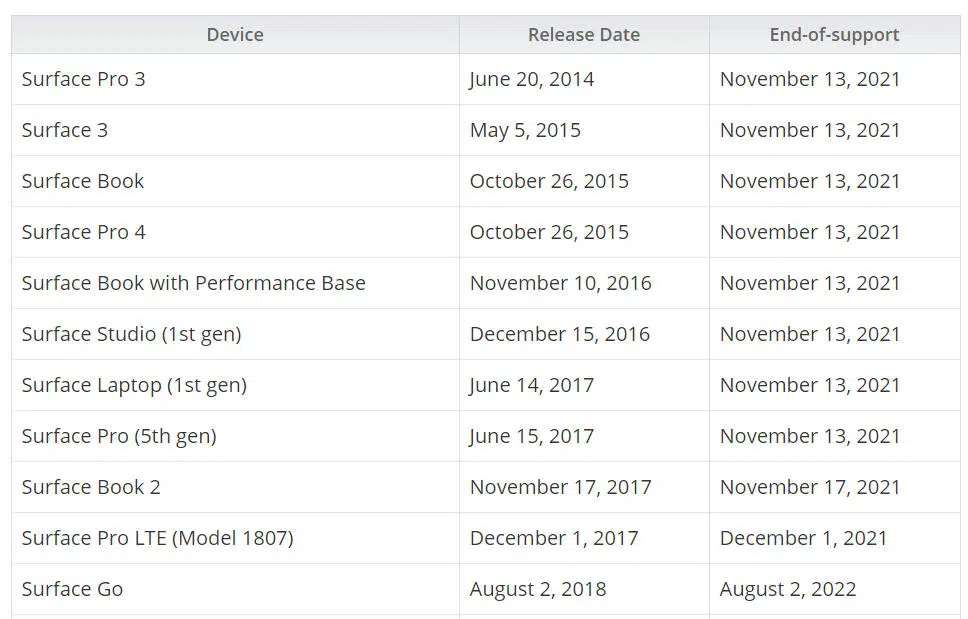 Device Release Date End-of-support
Surface Pro 3 June 20, 2014 November 13, 2021
Surface 3 May 5, 2015 November 13, 2021
Surface Book October 26, 2015 November 13, 2021
Surface Pro 4 October 26, 2015 November 13, 2021
Surface Book with Performance Base November 10, 2016 November 13, 2021
Surface Studio (1st gen) December 15, 2016 November 13, 2021
Surface Laptop (1st gen) June 14, 2017 November 13, 2021
Surface Pro (5th gen) June 15, 2017 November 13, 2021
Surface Book 2 November 17, 2017 November 17, 2021
Surface Pro LTE (Model 1807) December 1, 2017 December 1, 2021
Surface Go August 2, 2018 August 2, 2022